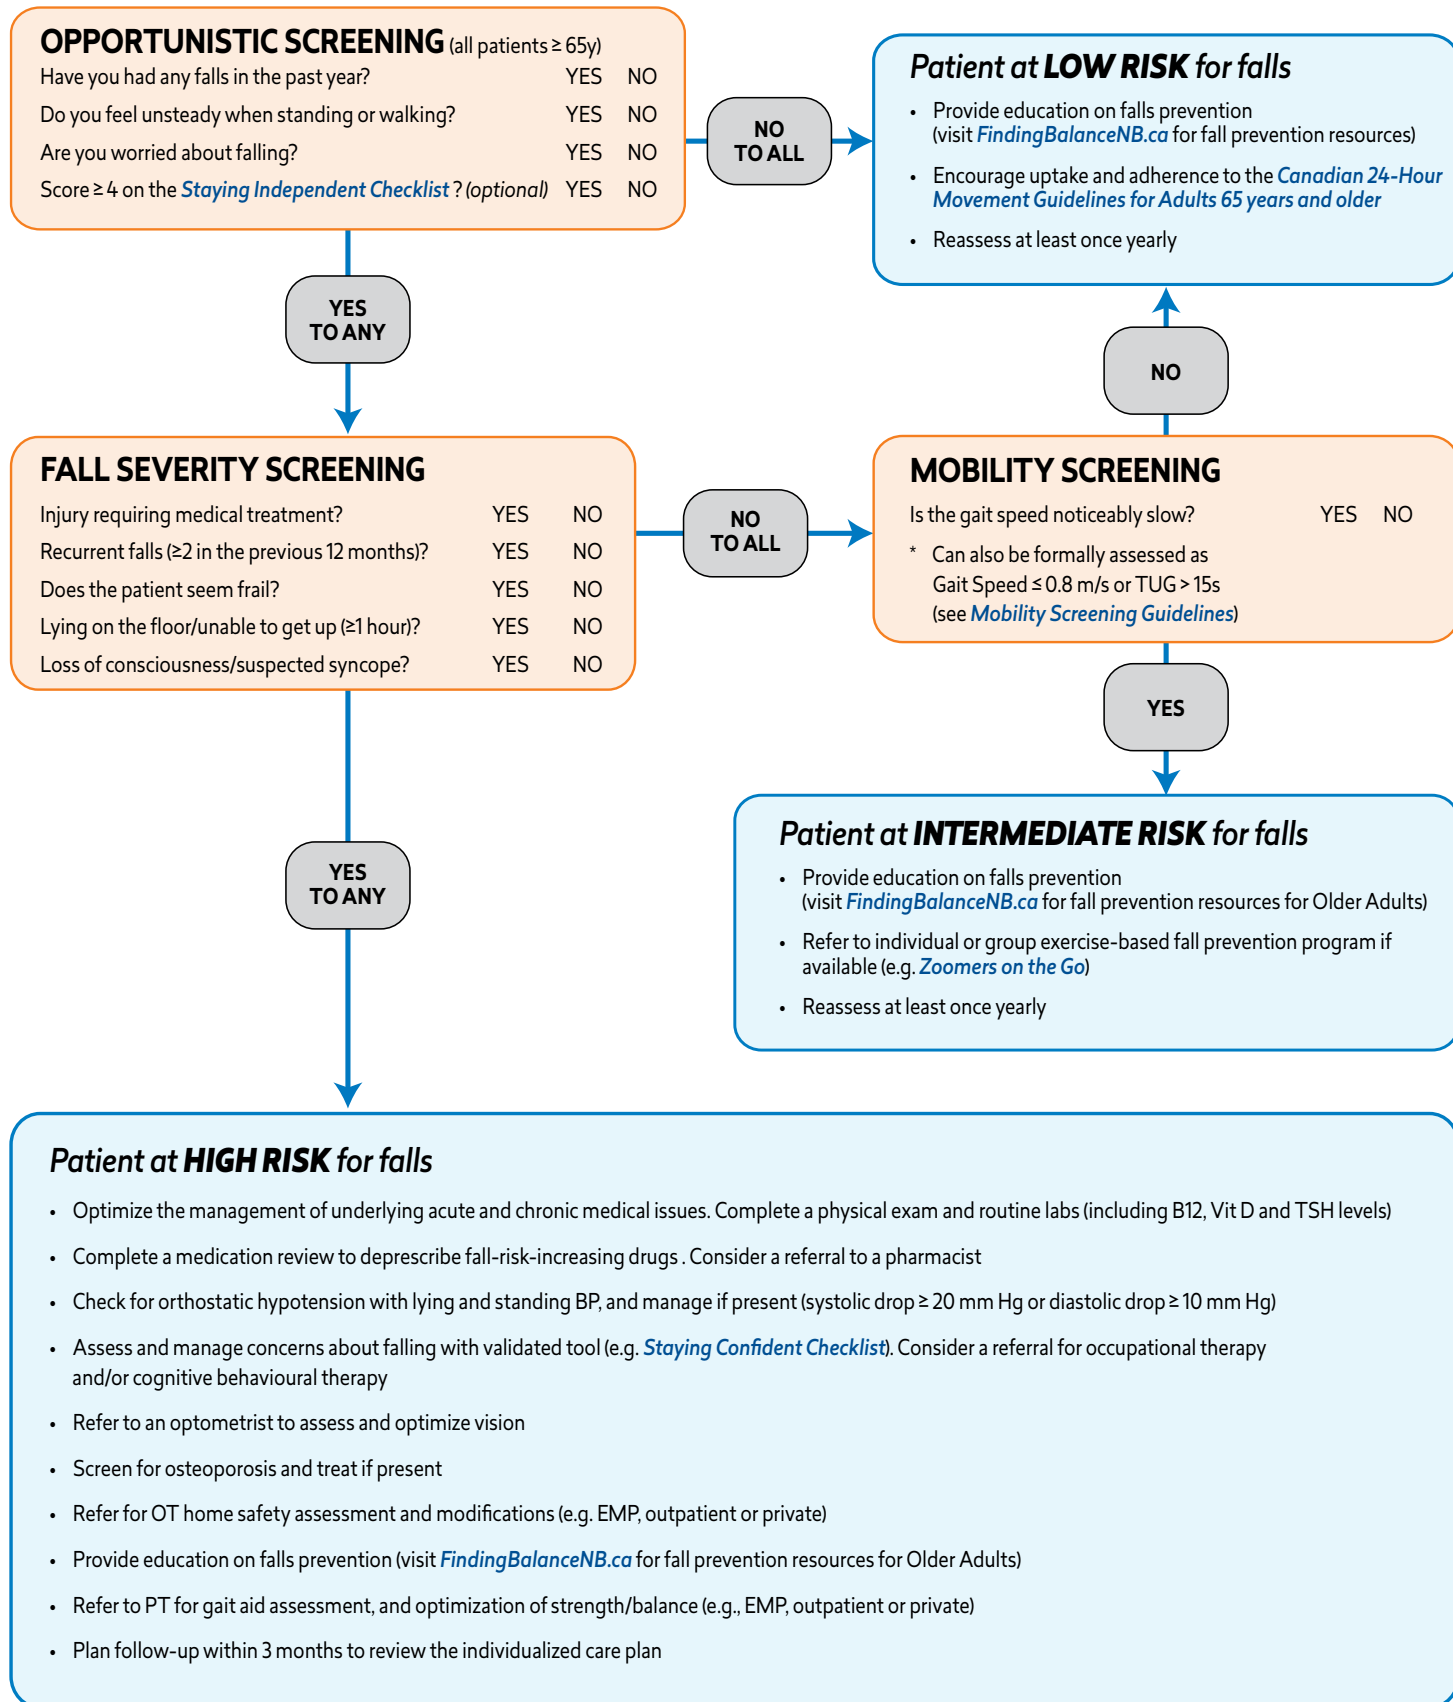 OPPORTUNISTIC SCREENING (all patients ≥ 65y)
Have you had any falls in the past year? YES NO
Do you feel unsteady when standing or walking? YES NO
Are you worried about falling? YES NO
Score ≥ 4 on the Staying Independent Checklist ? (optional) YES NO
NO
TO ALL
Patient at LOW RISK for falls
• Provide education on falls prevention
(visit FindingBalanceNB.ca for fall prevention resources)
• Encourage uptake and adherence to the Canadian 24-Hour
Movement Guidelines for Adults 65 years and older
• Reassess at least once yearly
YES
TO ANY
NO
FALL SEVERITY SCREENING
Injury requiring medical treatment? YES NO
Recurrent falls (≥2 in the previous 12 months)? YES NO
Does the patient seem frail? YES NO
Lying on the floor/unable to get up (≥1 hour)? YES NO
Loss of consciousness/suspected syncope? YES NO
NO
TO ALL
MOBILITY SCREENING
Is the gait speed noticeably slow? YES NO
* Can also be formally assessed as
Gait Speed ≤ 0.8 m/s or TUG > 15s
(see Mobility Screening Guidelines)
YES
Patient at INTERMEDIATE RISK for falls
• Provide education on falls prevention
(visit FindingBalanceNB.ca for fall prevention resources for Older Adults)
• Refer to individual or group exercise-based fall prevention program if
available (e.g. Zoomers on the Go)
• Reassess at least once yearly
YES
TO ANY
Patient at HIGH RISK for falls
• Optimize the management of underlying acute and chronic medical issues. Complete a physical exam and routine labs (including B12, Vit D and TSH levels)
• Complete a medication review to deprescribe fall-risk-increasing drugs . Consider a referral to a pharmacist
• Check for orthostatic hypotension with lying and standing BP, and manage if present (systolic drop ≥ 20 mm Hg or diastolic drop ≥ 10 mm Hg)
• Assess and manage concerns about falling with validated tool (e.g. Staying Confident Checklist). Consider a referral for occupational therapy
and/or cognitive behavioural therapy
• Refer to an optometrist to assess and optimize vision
• Screen for osteoporosis and treat if present
• Refer for OT home safety assessment and modifications (e.g. EMP, outpatient or private)
• Provide education on falls prevention (visit FindingBalanceNB.ca for fall prevention resources for Older Adults)
• Refer to PT for gait aid assessment, and optimization of strength/balance (e.g., EMP, outpatient or private)
• Plan follow-up within 3 months to review the individualized care plan